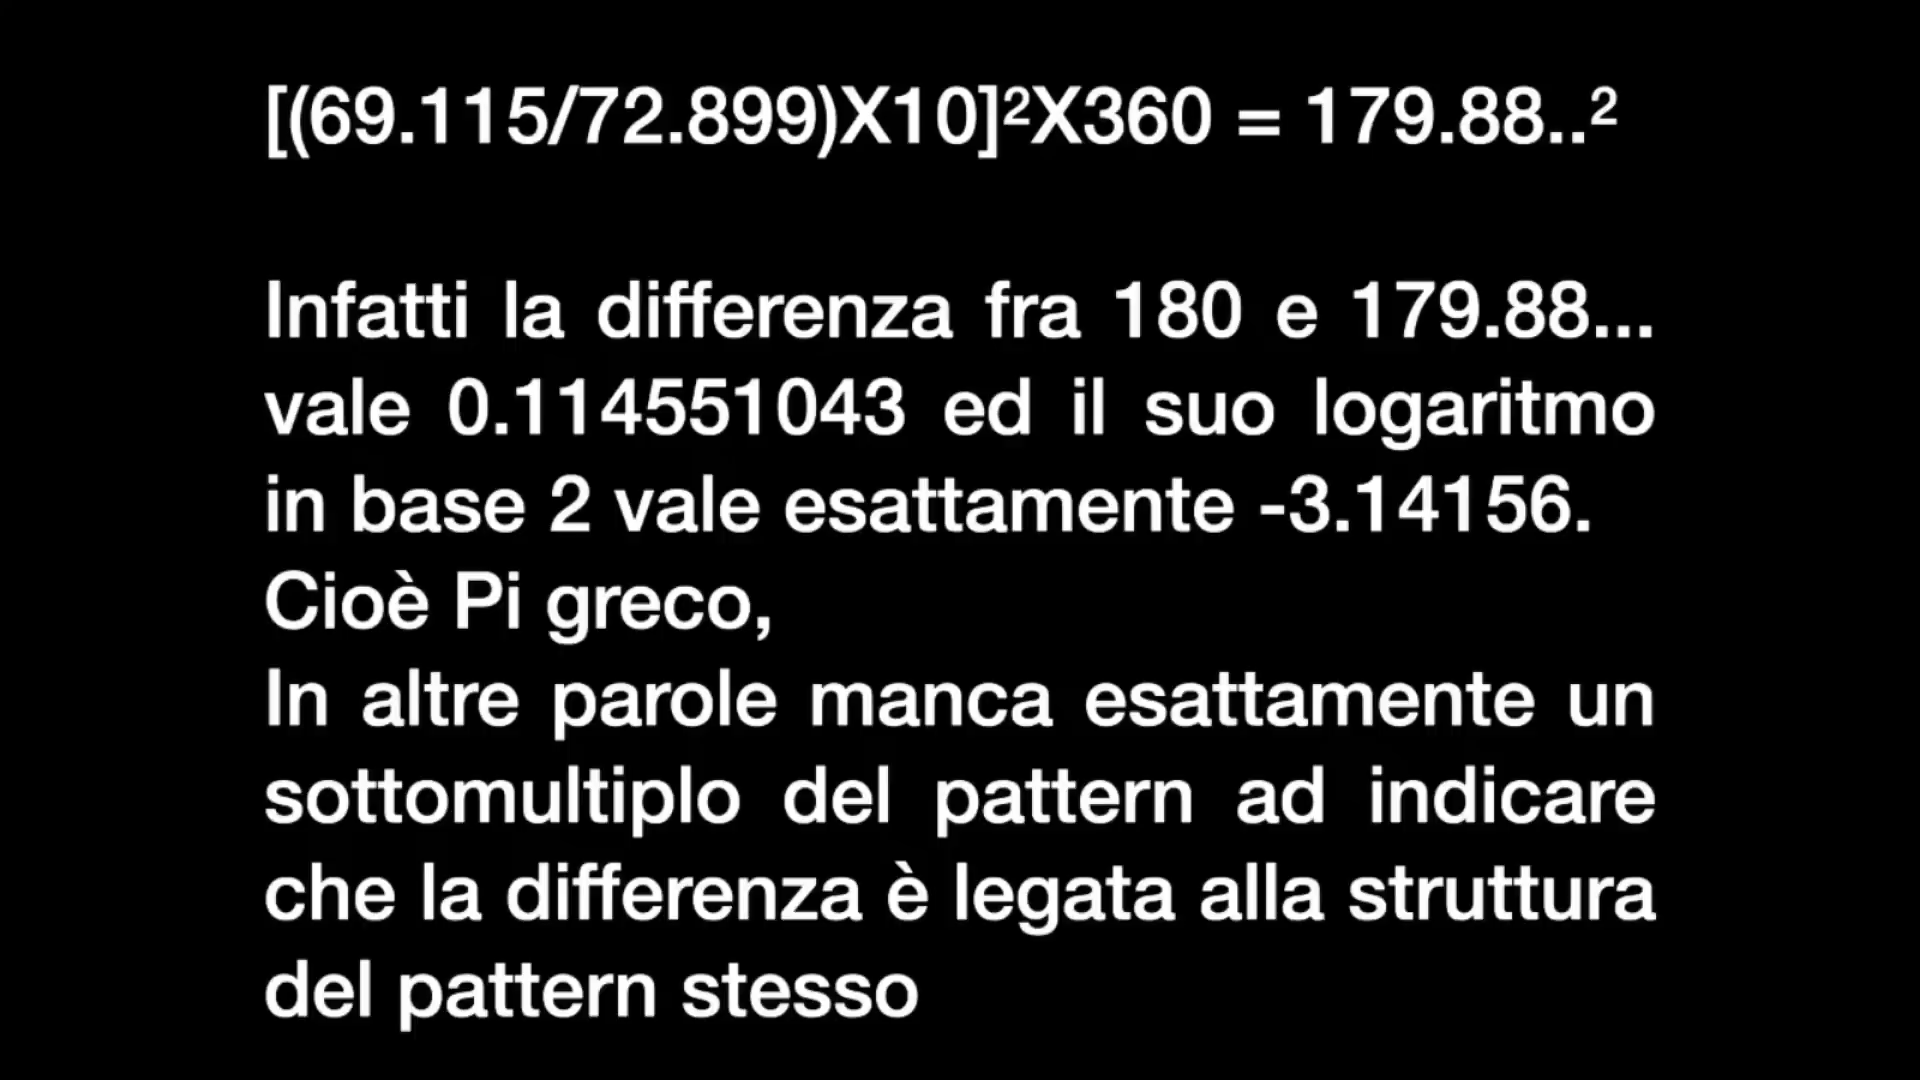 [(69.115/72.899)X10]²X360 = 179.88..²
Infatti la differenza fra 180 e 179.88...
vale 0.114551043 ed il suo logaritmo
in base 2 vale esattamente -3.14156.
Cioè Pi greco,
In altre parole manca esattamente un
sottomultiplo del pattern ad indicare
che la differenza è legata alla struttura
del pattern stesso